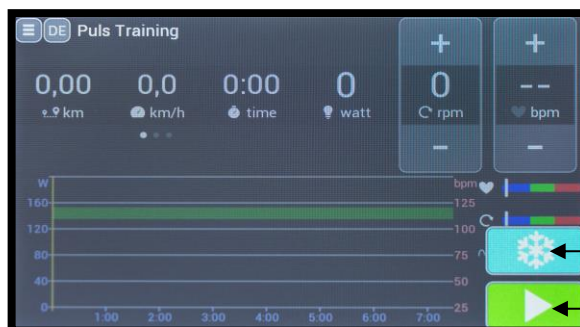 DE Puls Training
+ +
0,00 0,0 0:00 0 0 --
km km/h time watt rpm bpm
- -
W bpm
160 125
120 100
80 75
40 50
0 25
1:00 2:00 3:00 4:00 5:00 6:00 7:00